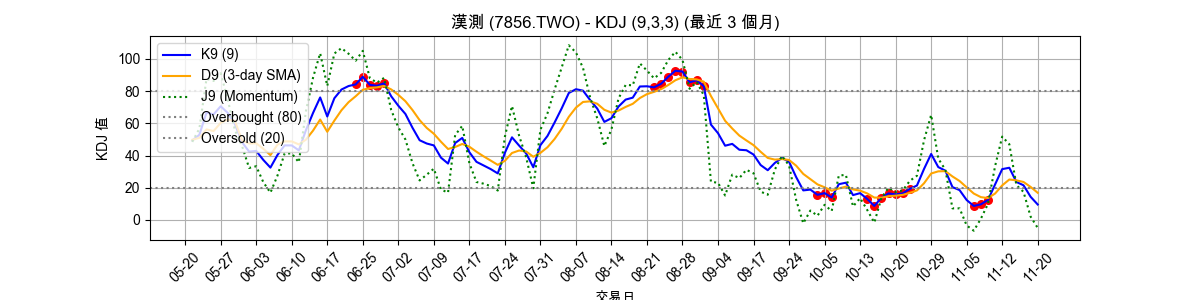 漢測 (7856.TWO) - KDJ (9,3,3) (最近 3 個月)
K9 (9)
D9 (3-day SMA)
J9 (Momentum)
Overbought (80)
Oversold (20)
KDJ 值
100
80
60
40
20
0
05-20 05-27 06-03 06-10 06-17 06-25 07-02 07-09 07-17 07-24 07-31 08-07 08-14 08-21 08-28 09-04 09-17 09-24 10-05 10-13 10-20 10-29 11-05 11-12 11-20
交易日